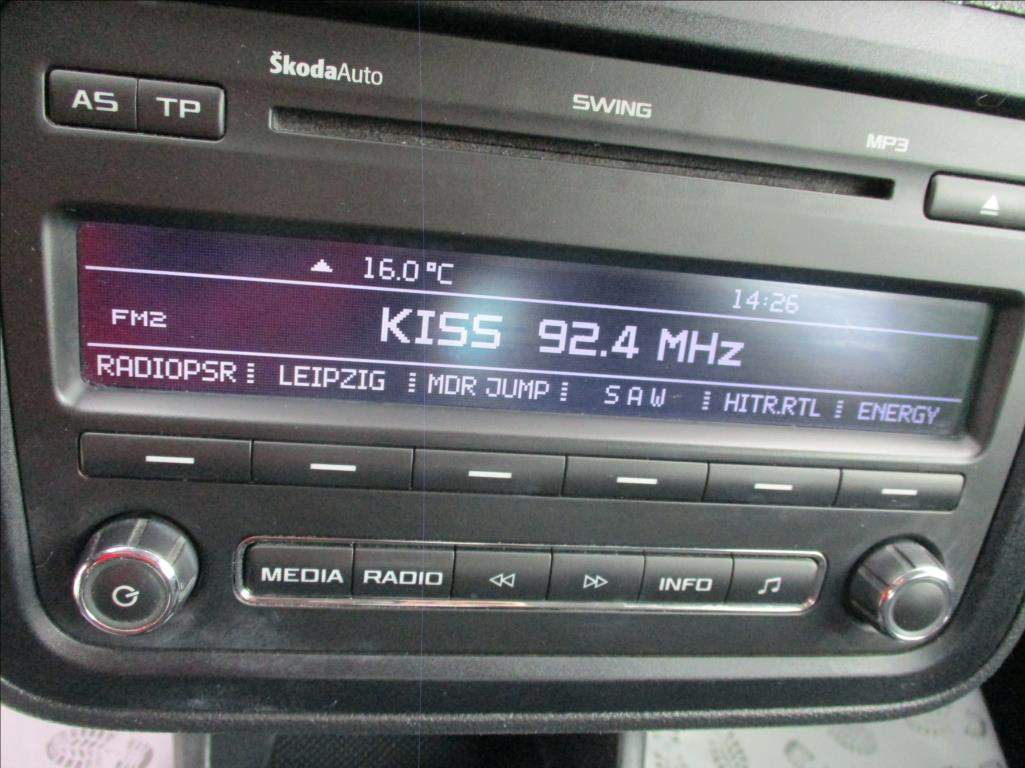 ŠkodaAuto
AS TP
SWING
MP3
16.0 °C
14:26
FM2 KISS 92.4 MHz
RADIOPSR LEIPZIG MDR JUMP SAW HITR.RTL ENERGY
MEDIA RADIO INFO